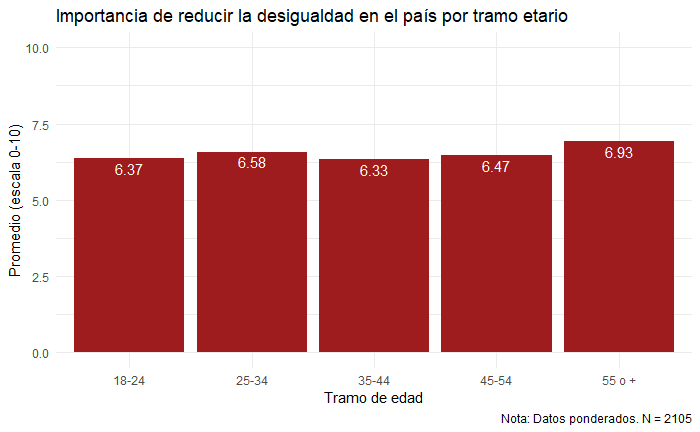 Importancia de reducir la desigualdad en el país por tramo etario
Promedio (escala 0-10)
10.0
7.5
5.0
2.5
0.0
6.37
6.58
6.33
6.47
6.93
18-24
25-34
35-44
45-54
55 o +
Tramo de edad
Nota: Datos ponderados. N = 2105